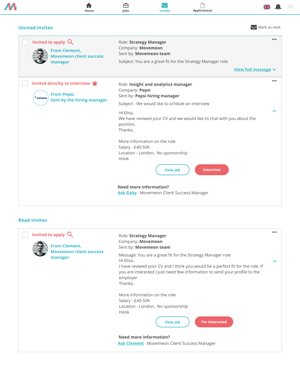 Home
Jobs
Invites
Applications
Unread invites
Mark as read
Invited to apply
From Clement,
Movemeon client success
manager
Role: Strategy Manager
Company: Movemeon
Sent by: Movemeon team
Subject: You are a great fit for the Strategy Manager role
View full message
Invited directly to interview
From Pepsi,
Sent by the hiring manager
Role: Insight and analytics manager
Company: Pepsi
Sent by: Pepsi hiring manager
Subject : We would like to schdule an interview
Hi Elisa,
We have reviewed your CV and we would like to chat with you about the
position.
Thanks,
More information on the role
Salary - £40-50K
Location - London, No sponsorship
Hook
View job
Interview
Need more information?
Ask Gaby - Movemeon Client Success Manager
Read invites
Invited to apply
From Clement,
Movemeon client success
manager
Role: Strategy Manager
Company: Movemeon
Sent by: Movemeon team
Message: You are a great fit for the Strategy Manager role
Hi Elisa,
I have reviewed your CV and I think you would be a perfect fit for the role. If
you are interested I just need few information to send your profile to the
employer
Thanks,
More information on the role
Salary - £40-50K
Location - London, No sponsorship
Hook
View job
I'm interested
Need more information?
Ask Clement - Movemeon Client Success Manager